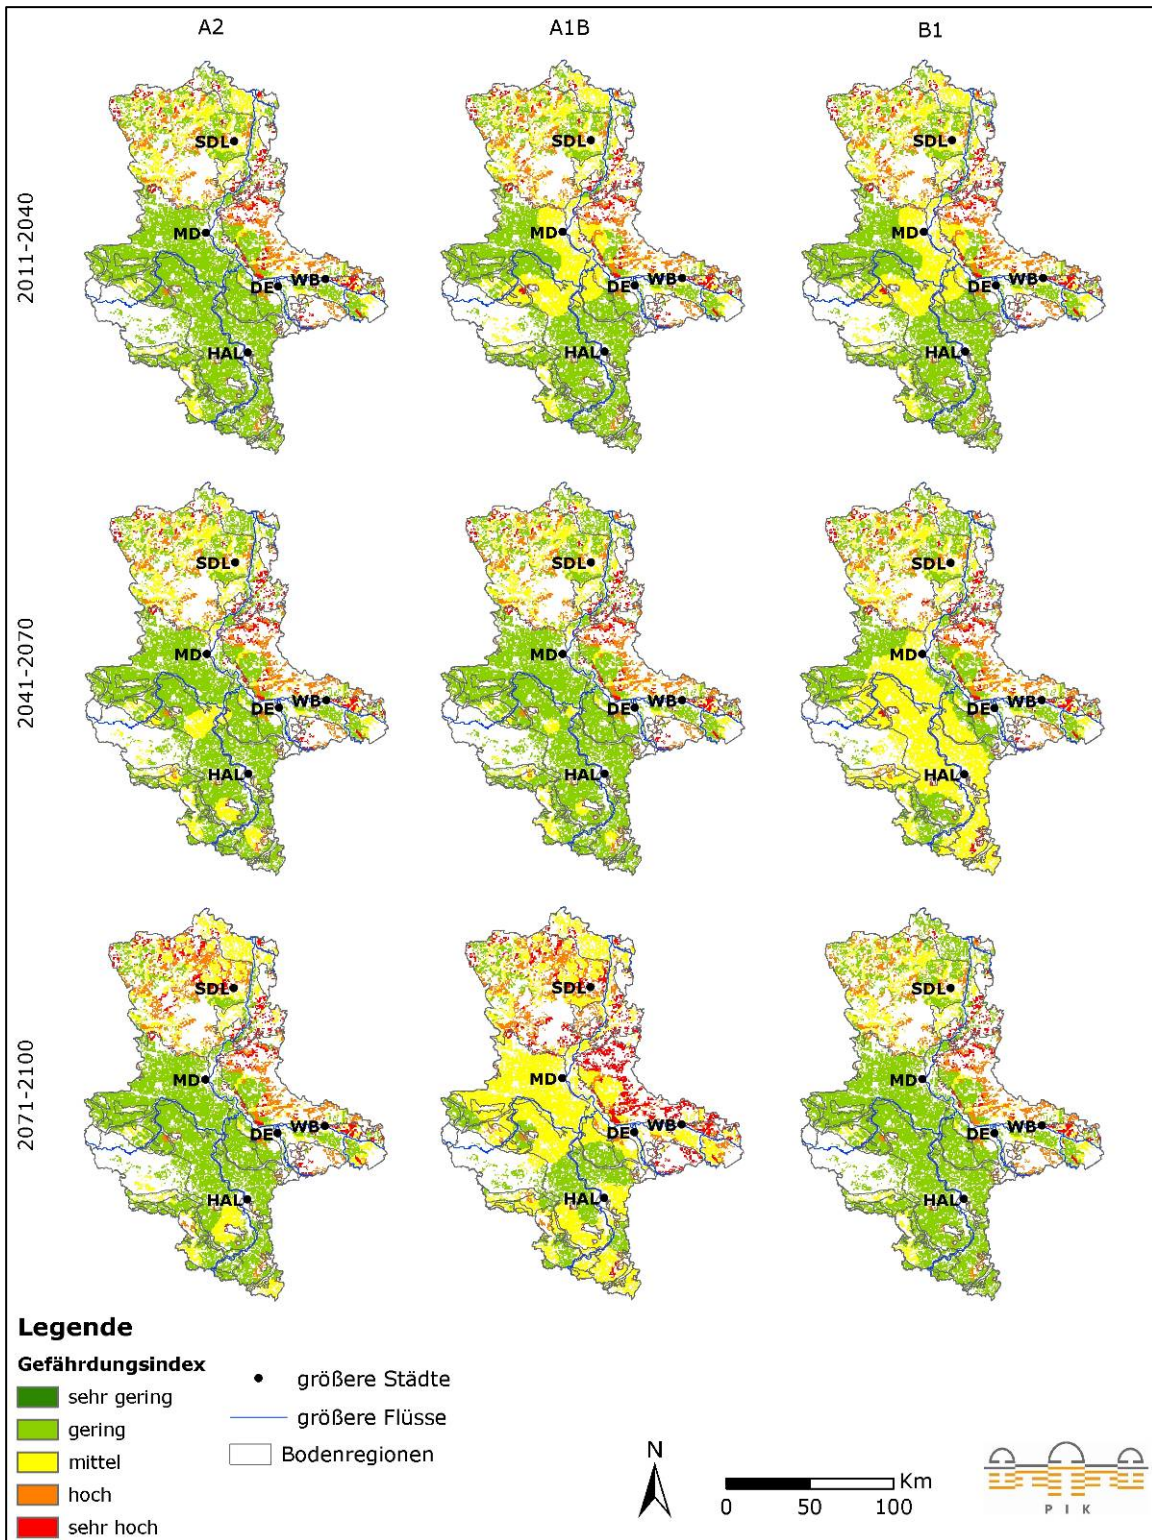 A2 A1B B1
2011-2040
SDL SDL SDL
MD MD MD
DE WB DE WB DE WB
HAL HAL HAL
2041-2070
SDL SDL SDL
MD MD MD
DE WB DE WB DE WB
HAL HAL HAL
2071-2100
SDL SDL SDL
MD MD MD
DE WB DE WB DE WB
HAL HAL HAL
Legende
Gefährdungsindex
sehr gering
gering
mittel
hoch
sehr hoch
größere Städte
größere Flüsse
Bodenregionen
N
Km
0 50 100
P I K